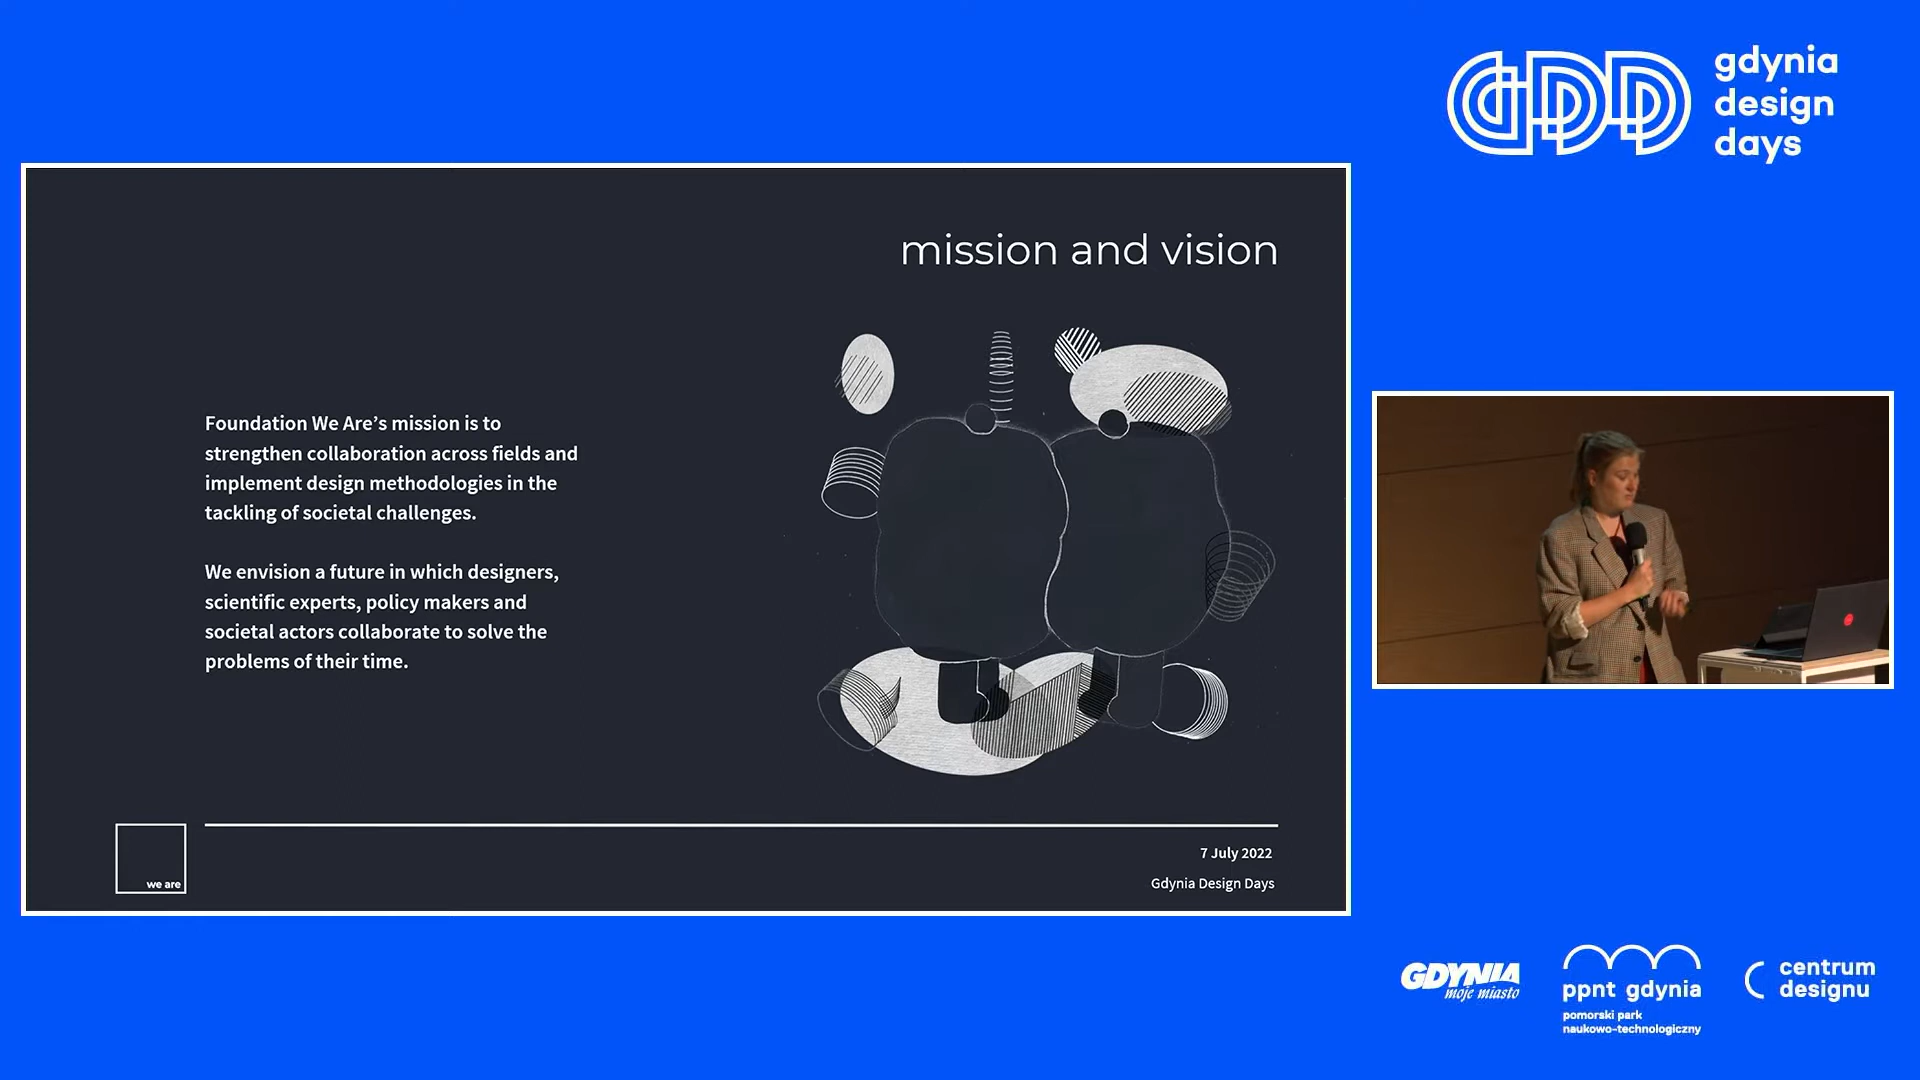 GDD
gdynia
design
days
mission and vision
Foundation We Are’s mission is to
strengthen collaboration across fields and
implement design methodologies in the
tackling of societal challenges.
We envision a future in which designers,
scientific experts, policy makers and
societal actors collaborate to solve the
problems of their time.
we are
7 July 2022
Gdynia Design Days
GDYNIA
moje miasto
ppnt gdynia
pomorski park
naukowo-technologiczny
centrum
designu